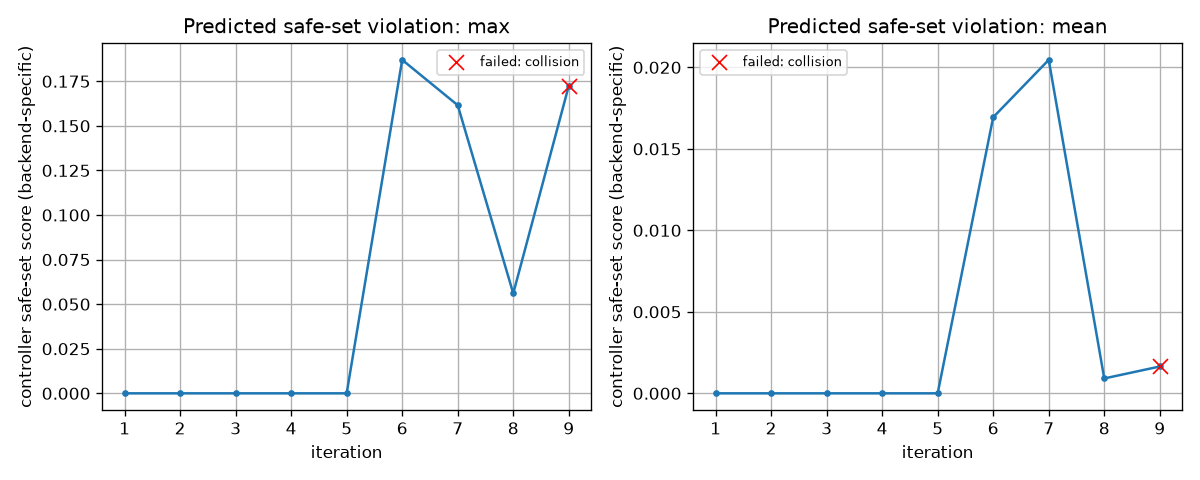 Predicted safe-set violation: max
controller safe-set score (backend-specific)
failed: collision
0.175
0.150
0.125
0.100
0.075
0.050
0.025
0.000
1 2 3 4 5 6 7 8 9
iteration
Predicted safe-set violation: mean
controller safe-set score (backend-specific)
failed: collision
0.020
0.015
0.010
0.005
0.000
1 2 3 4 5 6 7 8 9
iteration